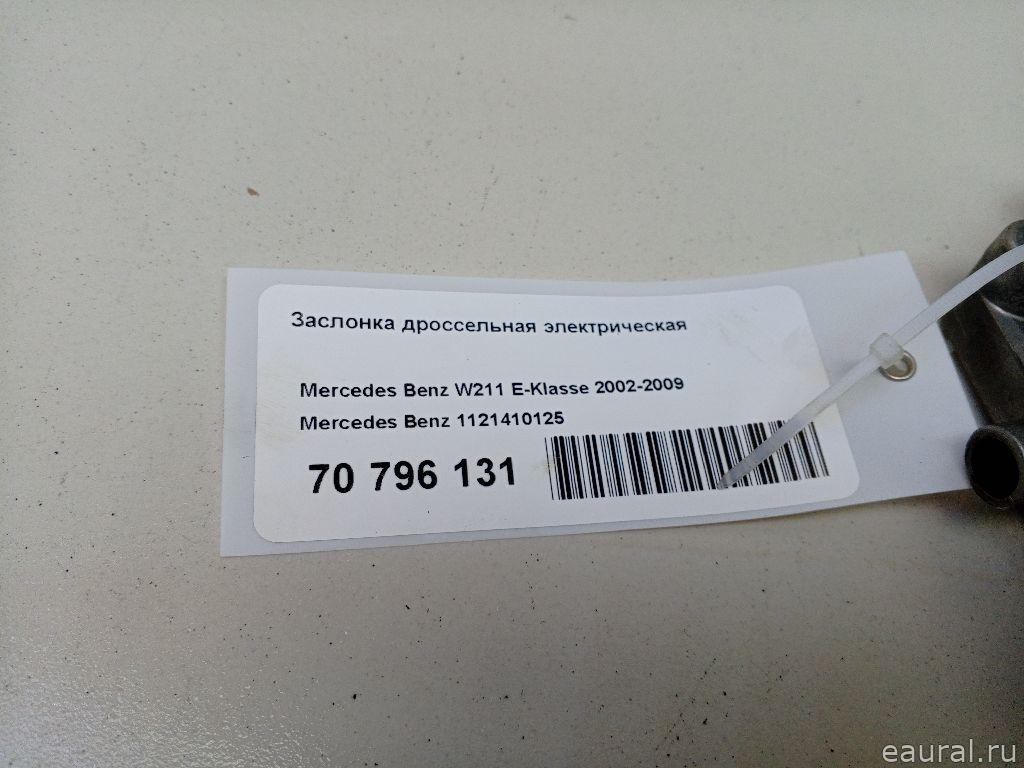 Заслонка дроссельная электрическая
Mercedes Benz W211 E-Klasse 2002-2009
Mercedes Benz 1121410125
70 796 131
eaural.ru